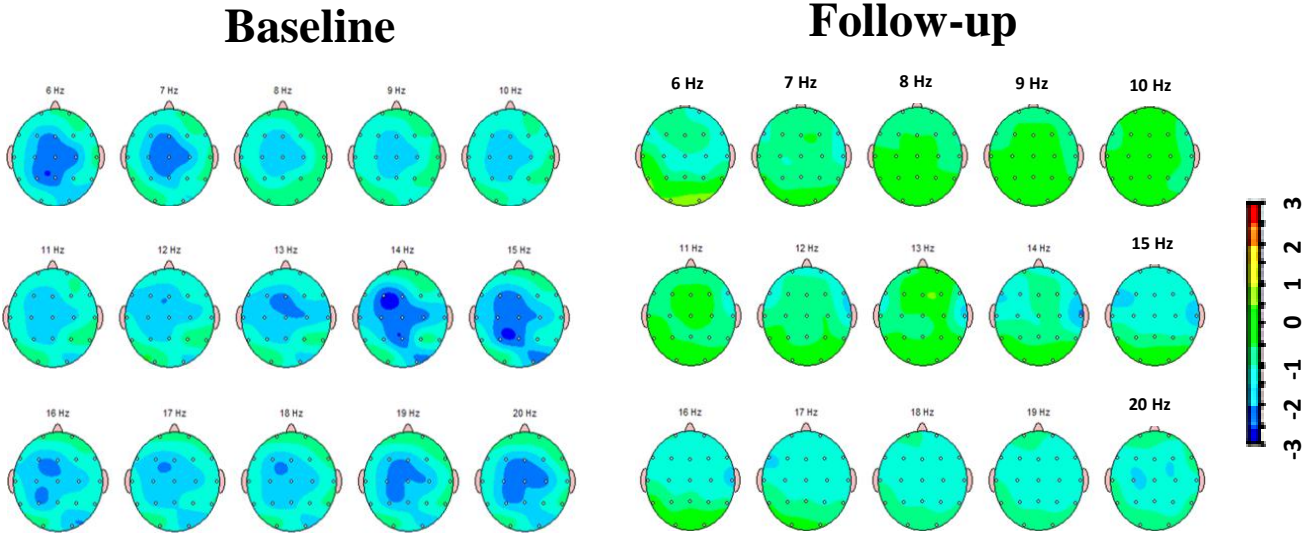 Baseline
Follow-up
6 Hz 7 Hz 8 Hz 9 Hz 10 Hz
6 Hz 7 Hz 8 Hz 9 Hz 10 Hz
11 Hz 12 Hz 13 Hz 14 Hz 15 Hz
11 Hz 12 Hz 13 Hz 14 Hz 15 Hz
16 Hz 17 Hz 18 Hz 19 Hz 20 Hz
16 Hz 17 Hz 18 Hz 19 Hz 20 Hz
-3 -2 -1 0 1 2 3